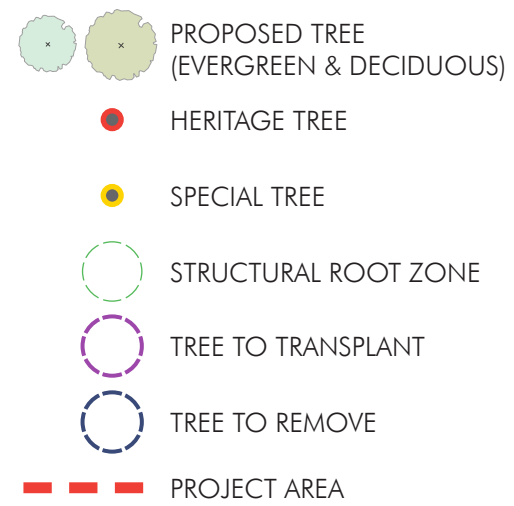 PROPOSED TREE
(EVERGREEN & DECIDUOUS)
HERITAGE TREE
SPECIAL TREE
STRUCTURAL ROOT ZONE
TREE TO TRANSPLANT
TREE TO REMOVE
PROJECT AREA